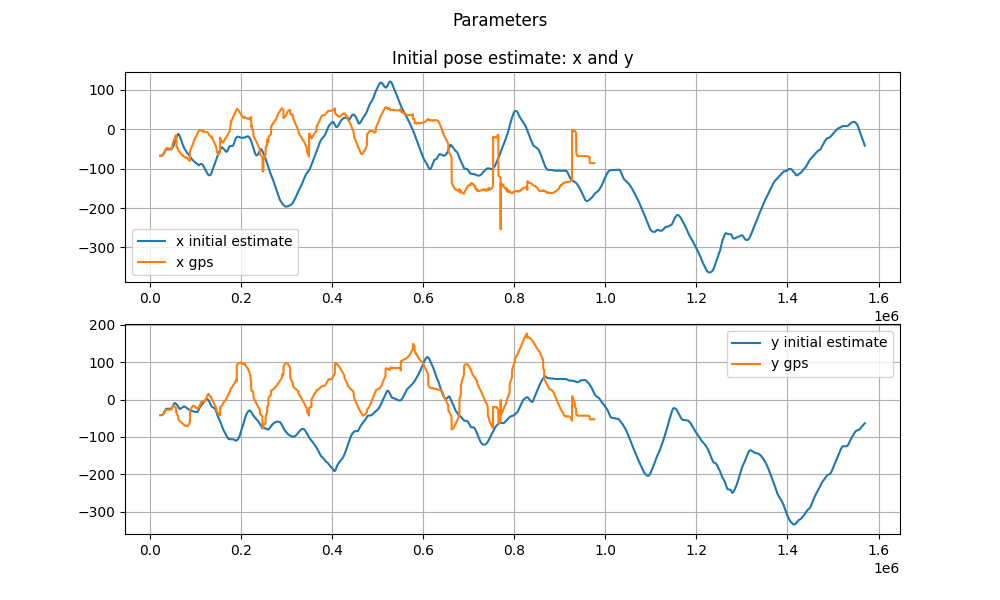 Parameters
Initial pose estimate: x and y
100
0
−100
−200
−300
x initial estimate
x gps
0.0 0.2 0.4 0.6 0.8 1.0 1.2 1.4 1.6
1e6
200
100
0
−100
−200
−300
y initial estimate
y gps
0.0 0.2 0.4 0.6 0.8 1.0 1.2 1.4 1.6
1e6